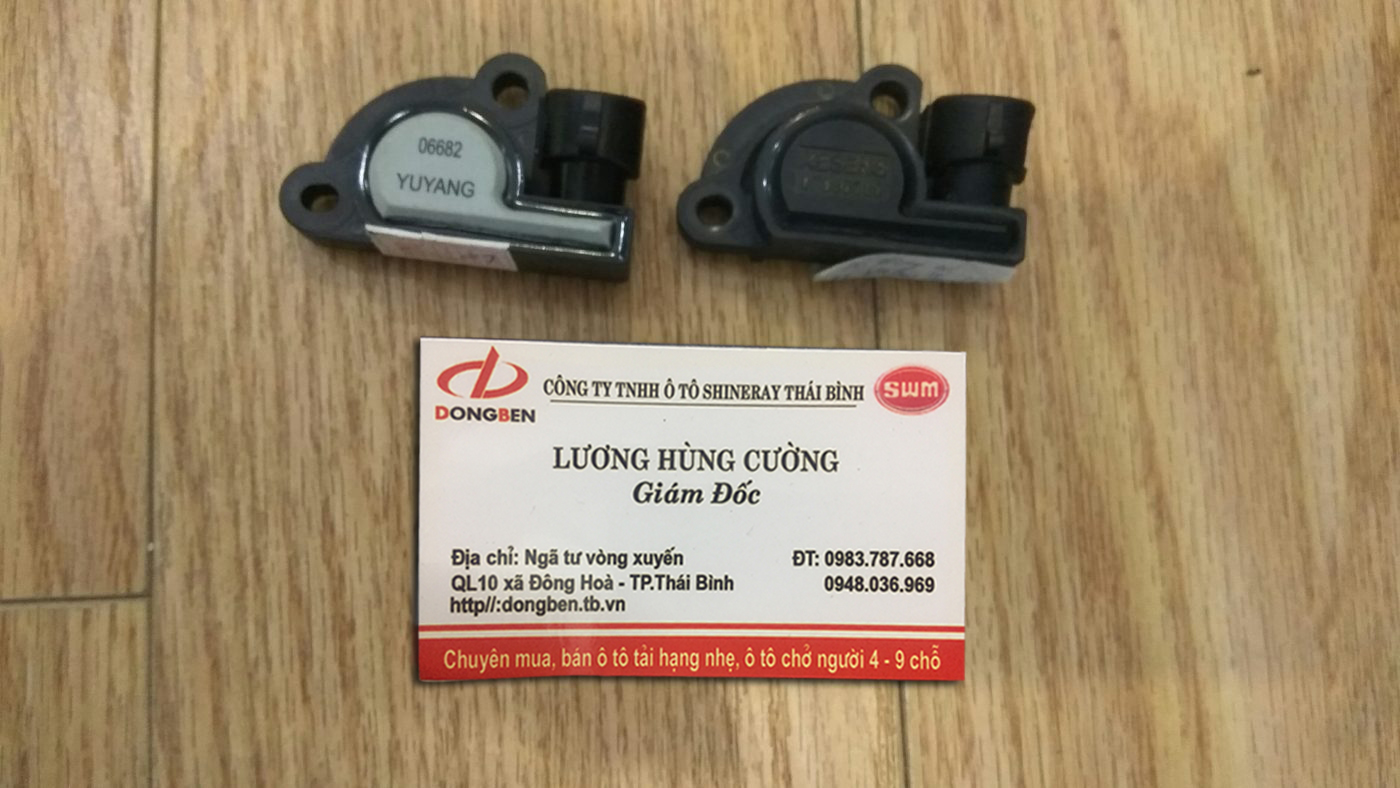 06682
YUYANG
DONGBEN
CÔNG TY TNHH Ô TÔ SHINERAY THÁI BÌNH
SWM
LƯƠNG HÙNG CƯỜNG
Giám Đốc
Địa chỉ: Ngã tư vòng xuyến
QL10 xã Đông Hoà - TP.Thái Bình
http//:dongben.tb.vn
ĐT: 0983.787.668
0948.036.969
Chuyên mua, bán ô tô tải hạng nhẹ, ô tô chở người 4 - 9 chỗ